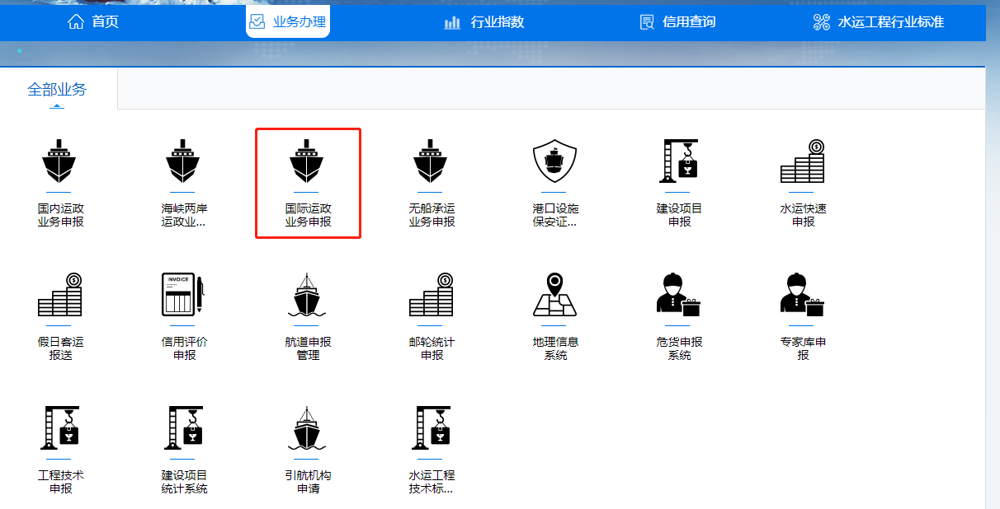 首页
业务办理
行业指数
信用查询
水运工程行业标准
全部业务
国内运政
业务申报
海峡两岸
运政业...
国际运政
业务申报
无船承运
业务申报
港口设施
保安证...
建设项目
申报
水运快速
申报
假日客运
报送
INVOICE
信用评价
申报
航道申报
管理
邮轮统计
申报
地理信息
系统
危货申报
系统
专家库申
报
工程技术
申报
建设项目
统计系统
引航机构
申请
水运工程
技术标...